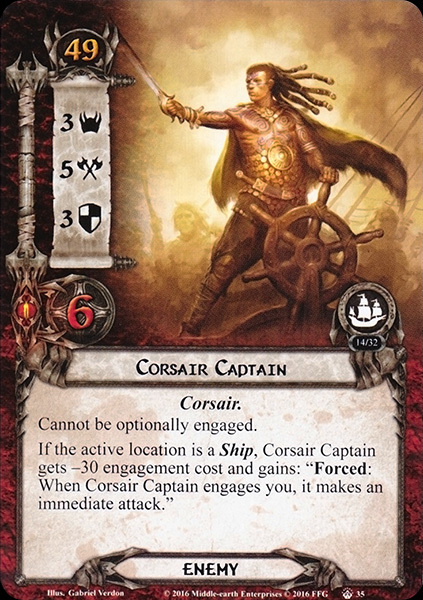 49
3
5
3
6
14/32
CORSAIR CAPTAIN
Corsair.
Cannot be optionally engaged.
If the active location is a Ship, Corsair Captain
gets –30 engagement cost and gains: “Forced:
When Corsair Captain engages you, it makes an
immediate attack.”
ENEMY
Illus. Gabriel Verdon
© 2016 Middle-earth Enterprises © 2016 FFG
35